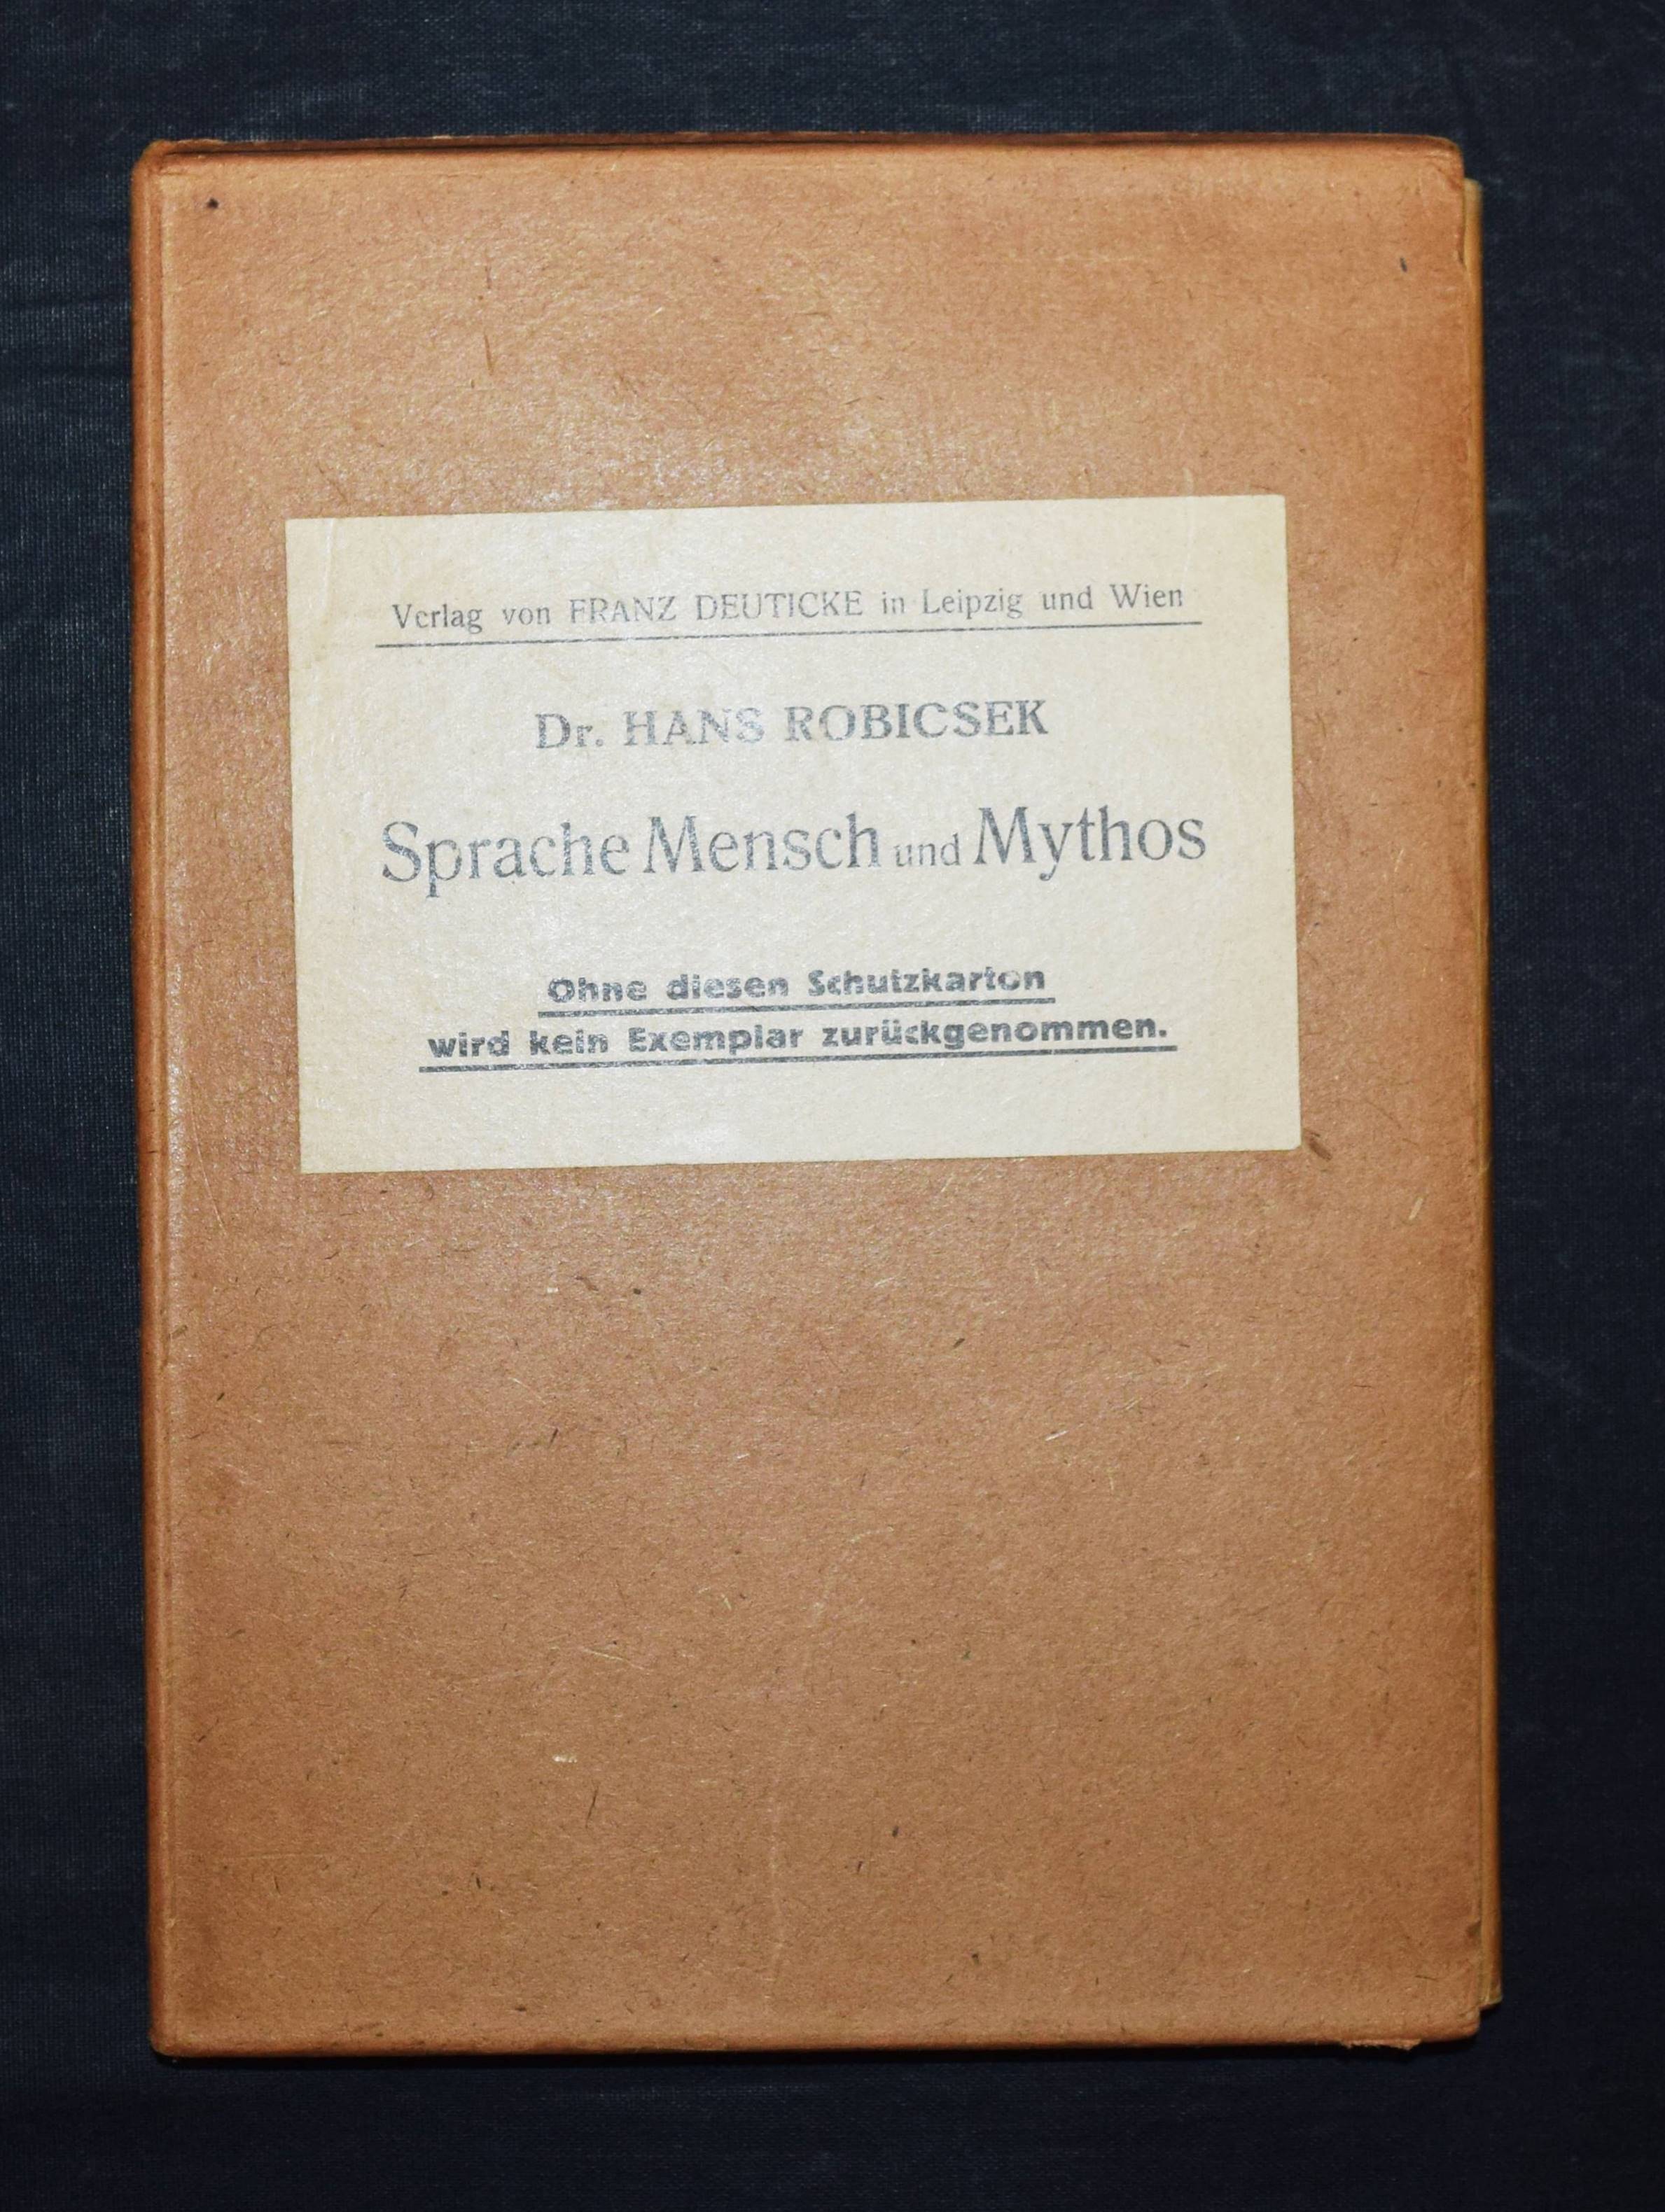 Verlag von FRANZ DEUTICKE in Leipzig und Wien
Dr. HANS ROBICSEK
Sprache Mensch und Mythos
Ohne diesen Schutzkarton
wird kein Exemplar zurückgenommen.